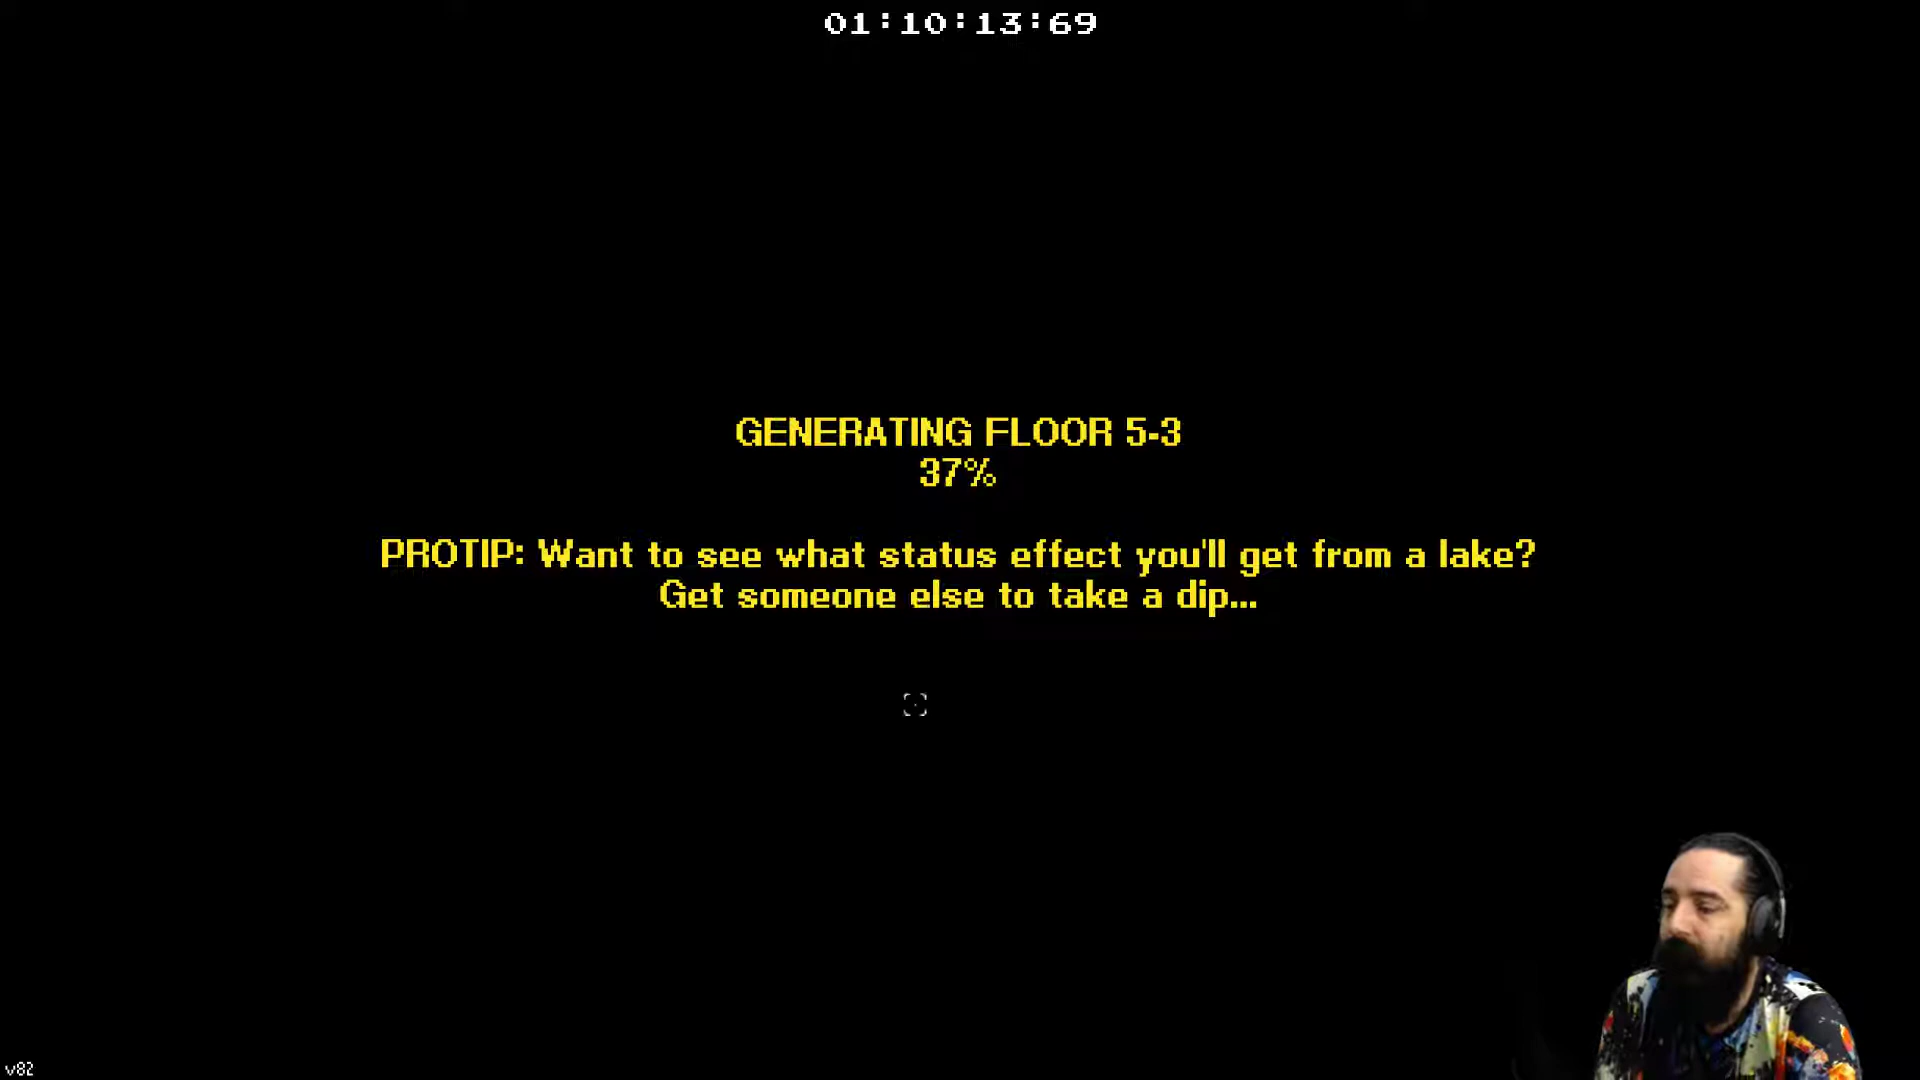 01:10:13:69
GENERATING FLOOR 5-3
37%
PROTIP: Want to see what status effect you'll get from a lake?
Get someone else to take a dip...
v82